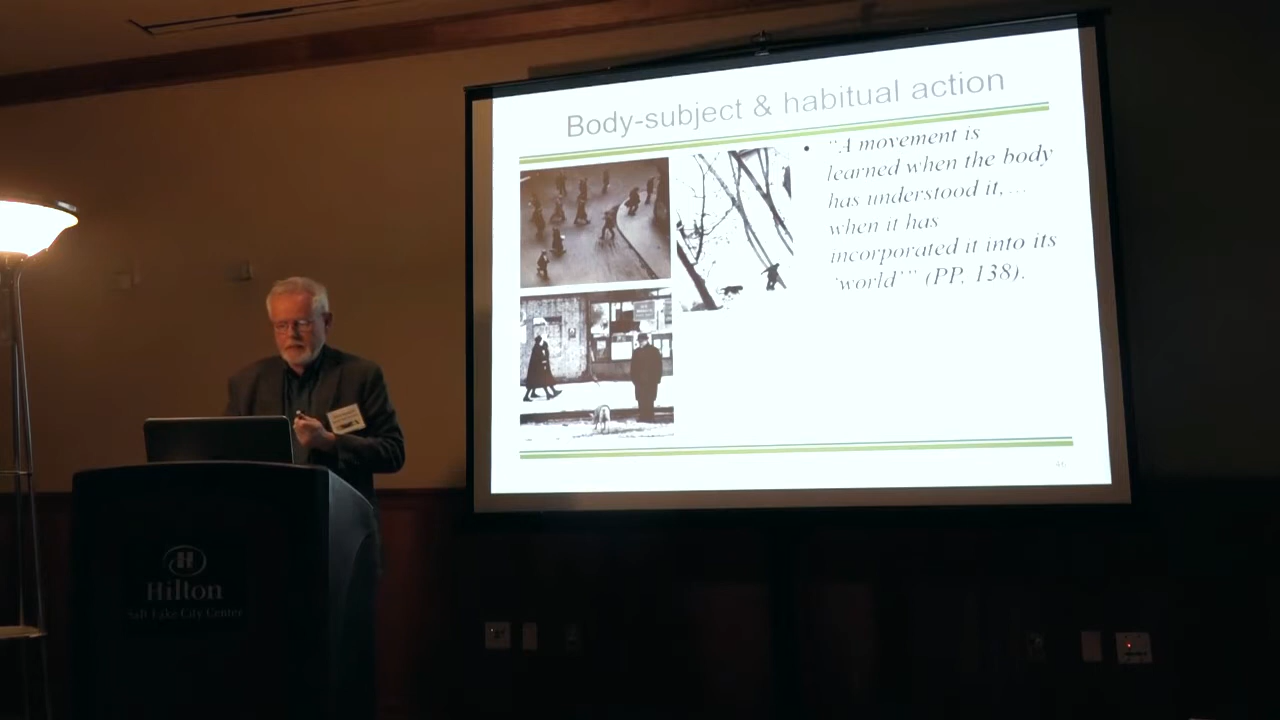 Body-subject & habitual action
• "A movement is
learned when the body
has understood it,…
when it has
incorporated it into its
'world'" (PP, 138).
46
H
Hilton
Salt Lake City Center